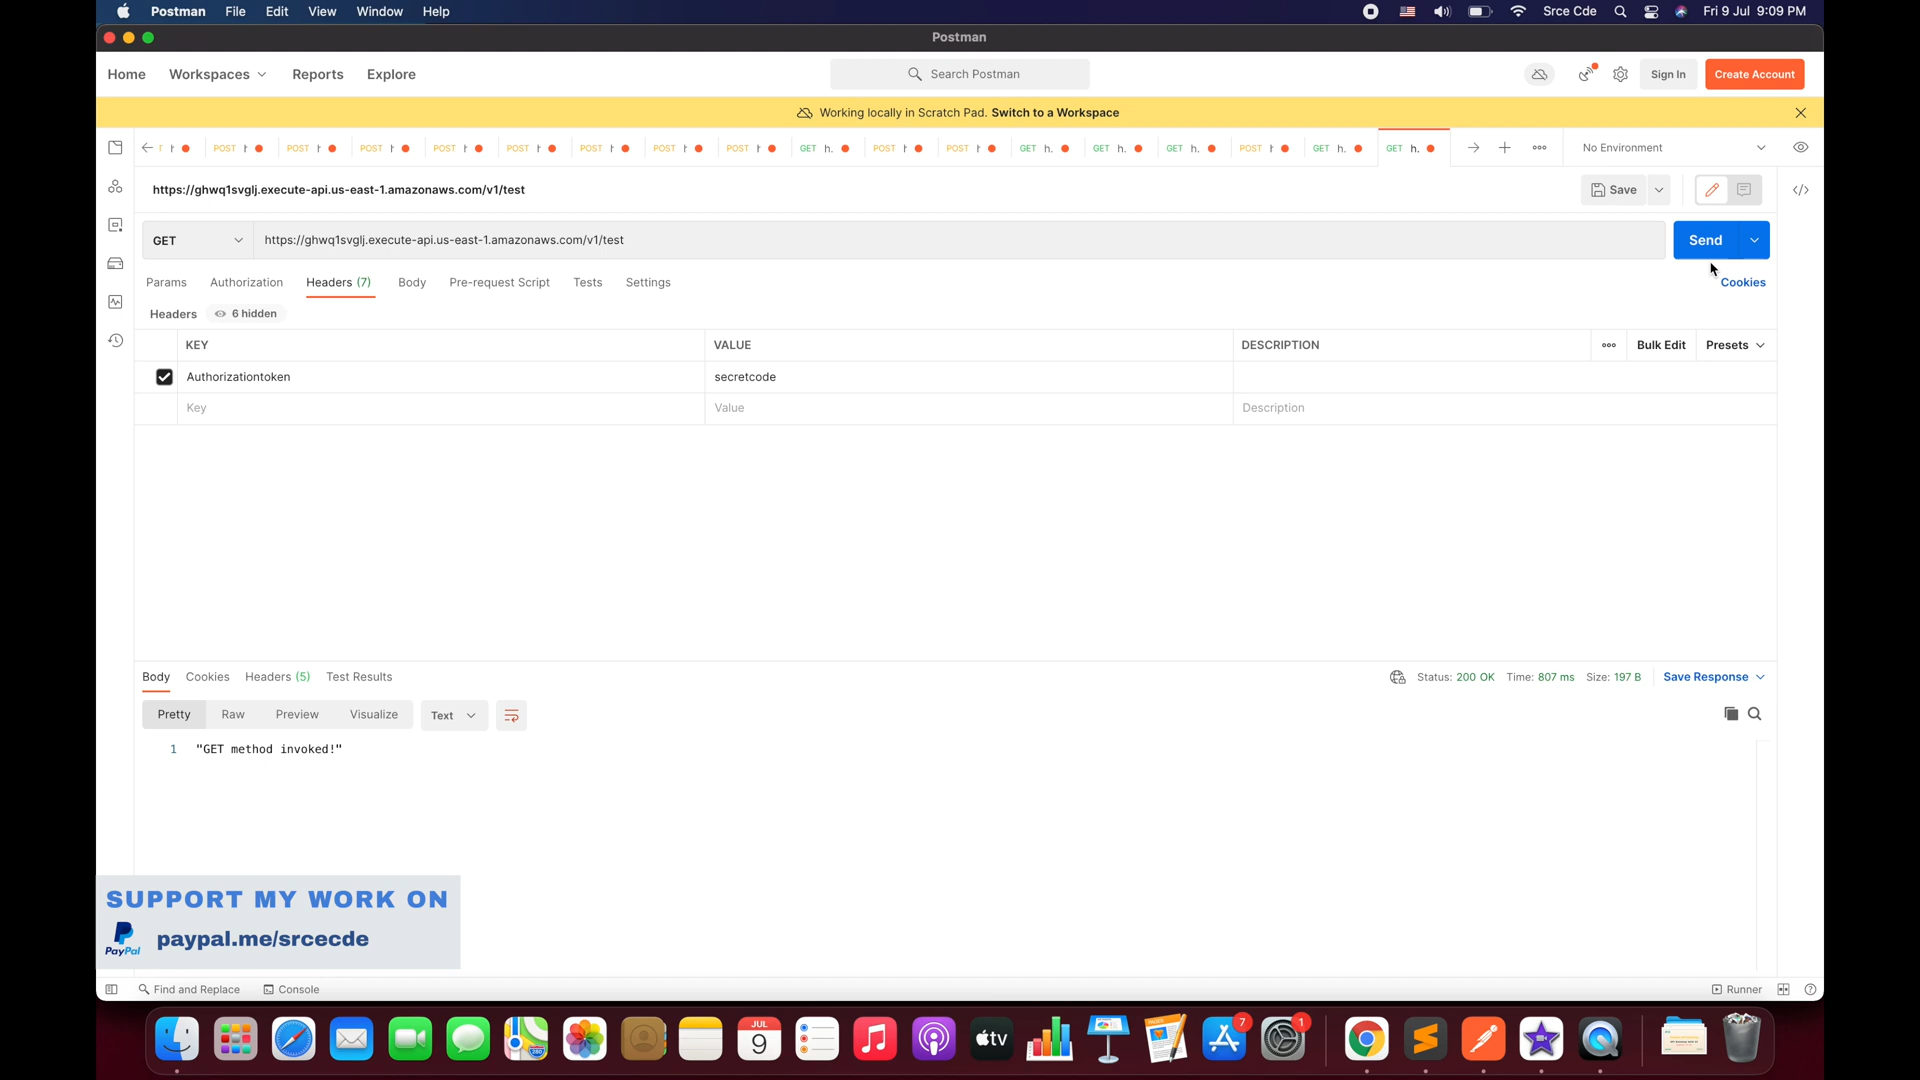 Postman File Edit View Window Help Srce Cde Fri 9 Jul 9:09 PM
Postman
Home Workspaces Reports Explore Search Postman Sign In Create Account
Working locally in Scratch Pad. Switch to a Workspace
POST POST POST POST POST POST POST POST GET h. POST POST GET h. GET h. GET h. POST GET h. GET h. No Environment
https://ghwq1svglj.execute-api.us-east-1.amazonaws.com/v1/test Save
GET https://ghwq1svglj.execute-api.us-east-1.amazonaws.com/v1/test Send
Params Authorization Headers (7) Body Pre-request Script Tests Settings Cookies
Headers 6 hidden
KEY VALUE DESCRIPTION Bulk Edit Presets
Authorizationtoken secretcode
Key Value Description
Body Cookies Headers (5) Test Results Status: 200 OK Time: 807 ms Size: 197 B Save Response
Pretty Raw Preview Visualize Text
1 "GET method invoked!"
SUPPORT MY WORK ON
PayPal paypal.me/srcecde
Find and Replace Console Runner
JUL 9 280 tv 7 1